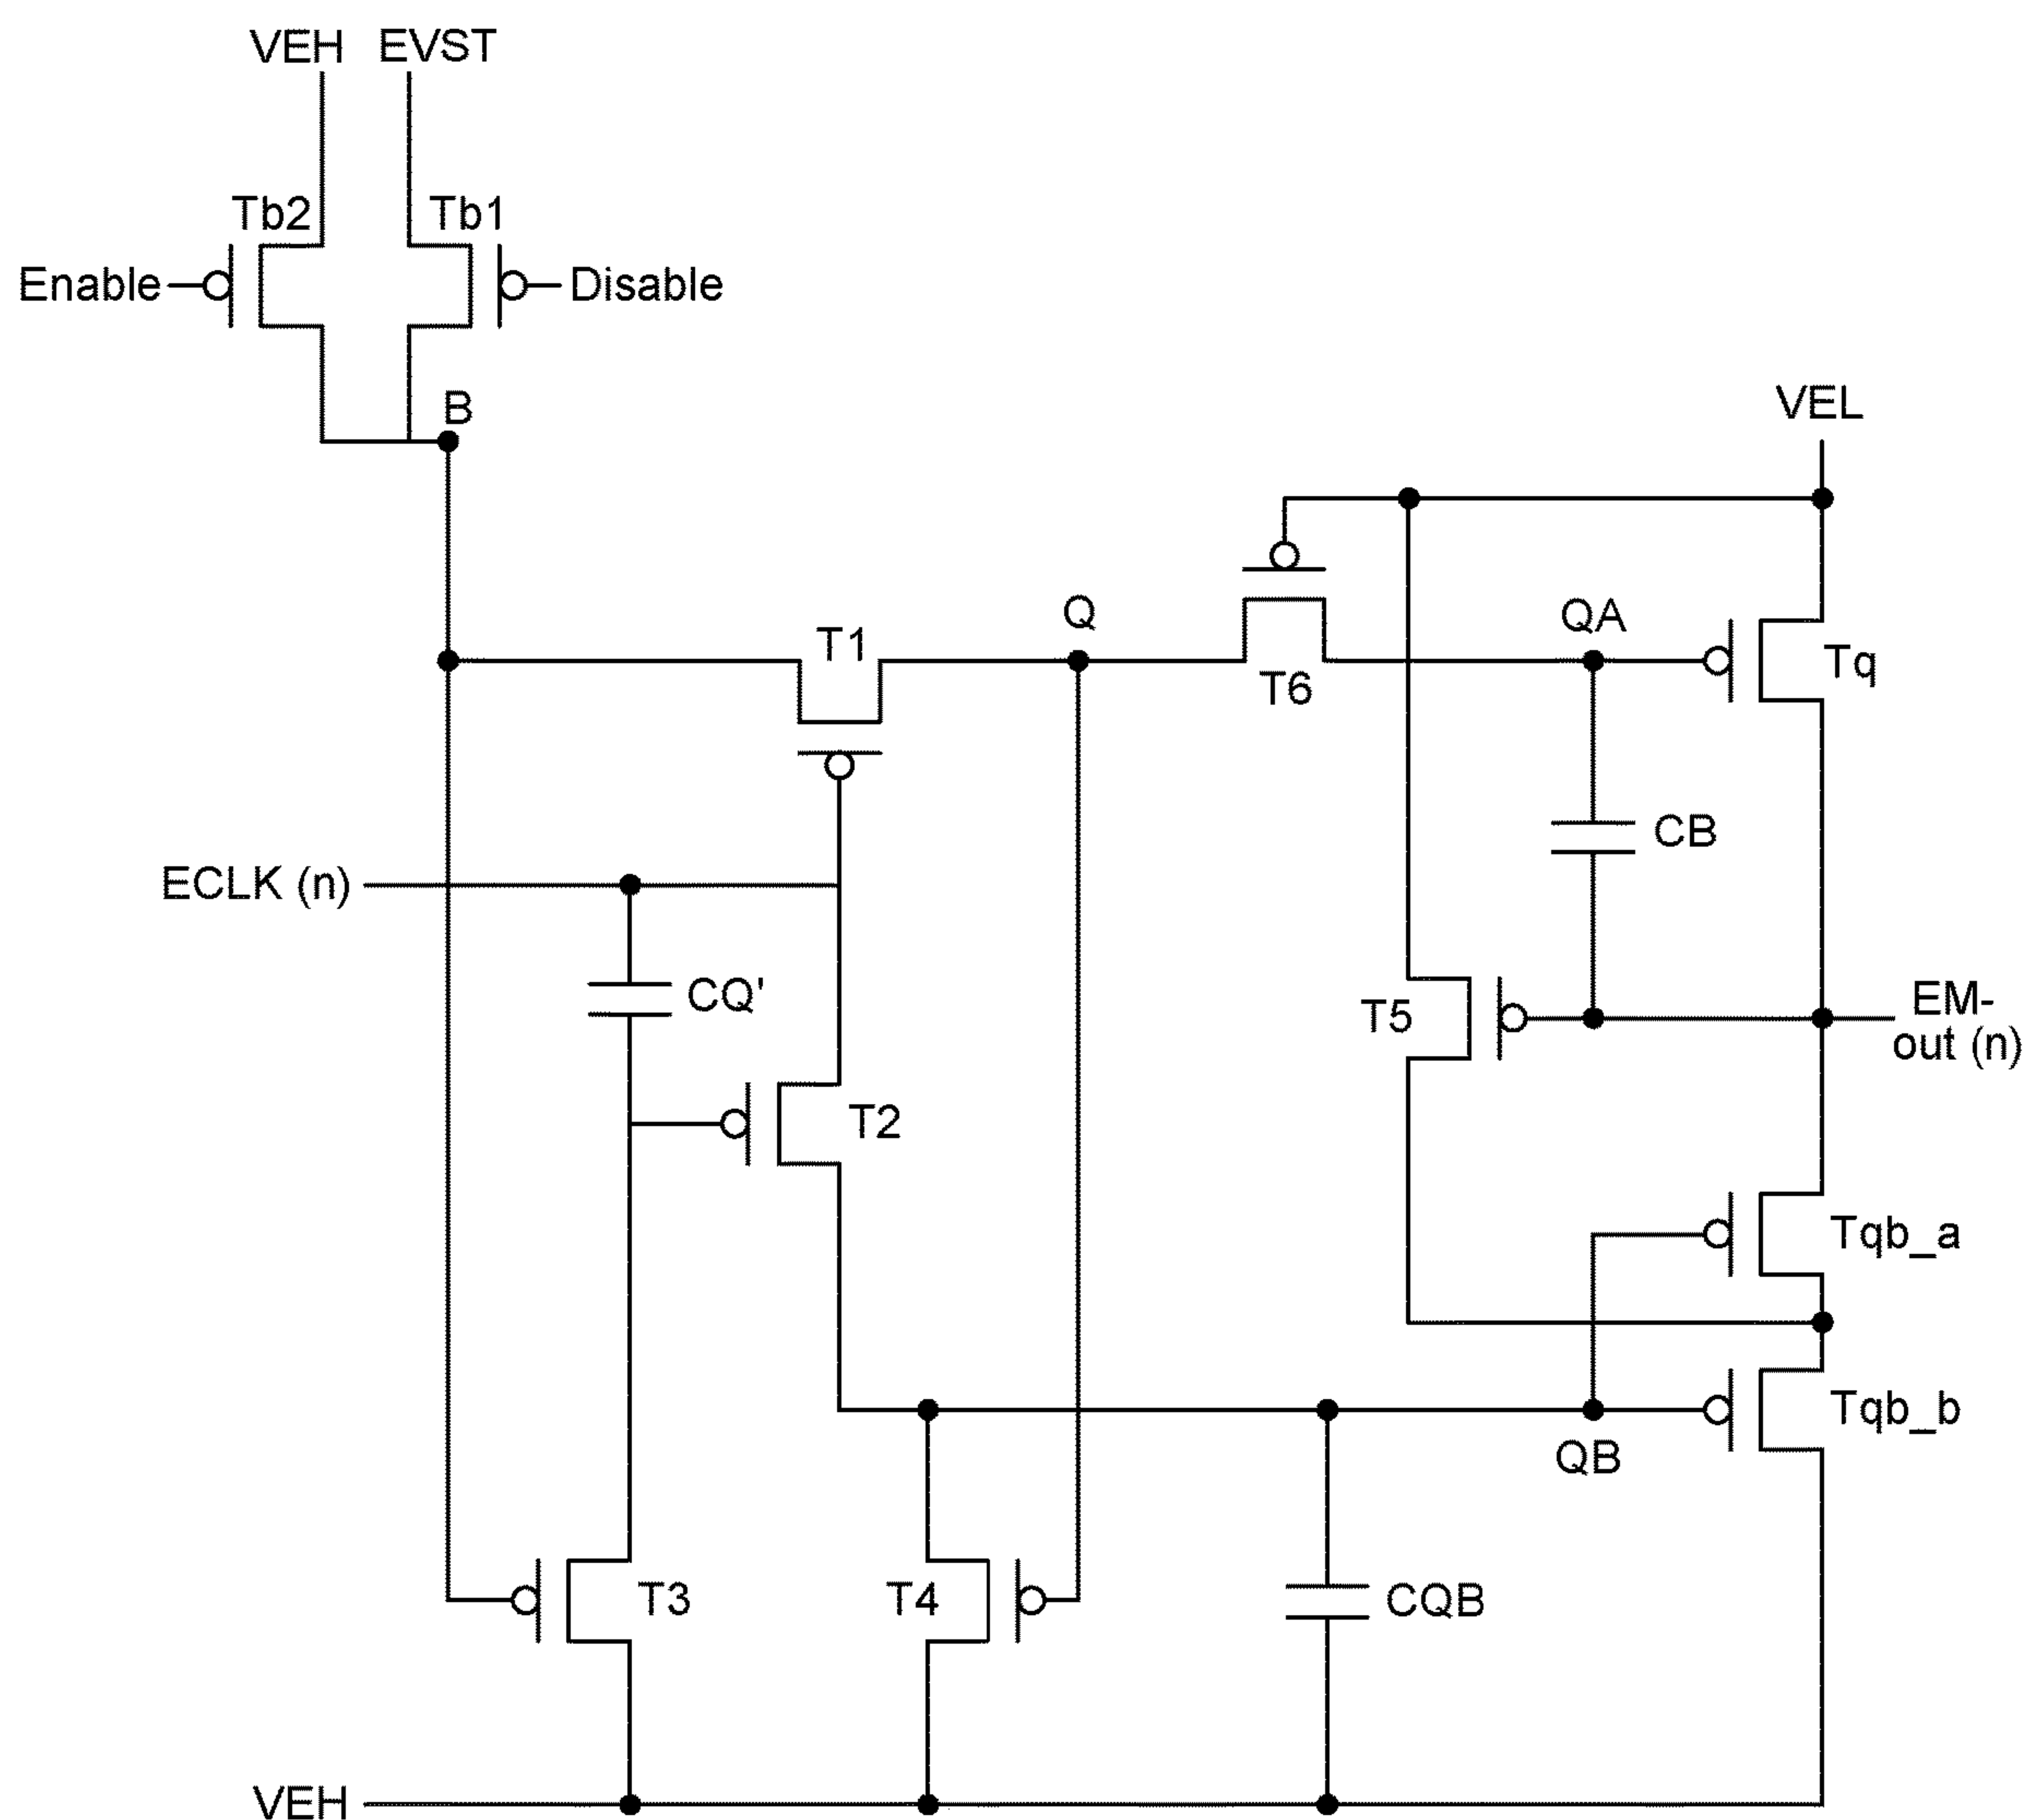 VEH EVST
Tb2 Tb1
Enable Disable
B
VEL
Q
QA
T1
T6
Tq
CB
ECLK (n)
CQ'
T5
EM-
out (n)
T2
Tqb_a
Tqb_b
QB
T3
T4
CQB
VEH